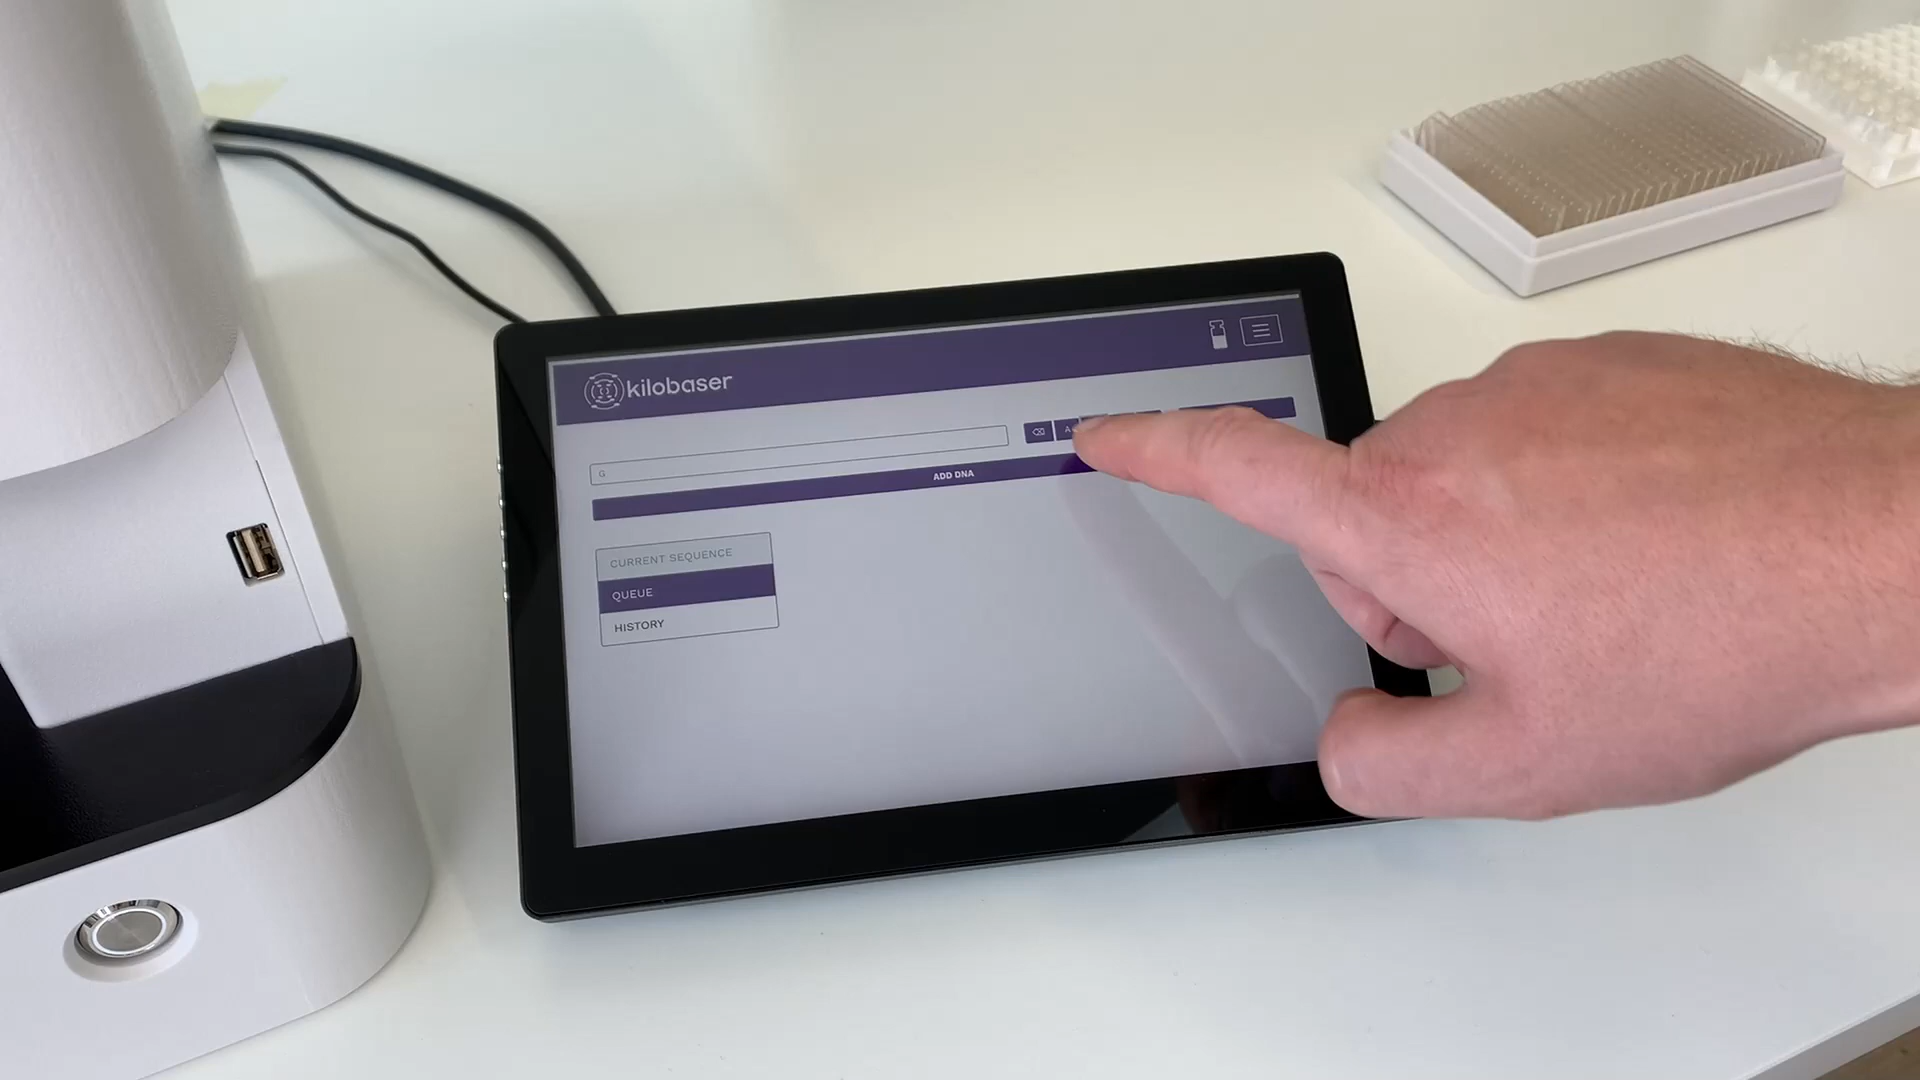 kilobaser
G
A
ADD DNA
CURRENT SEQUENCE
QUEUE
HISTORY